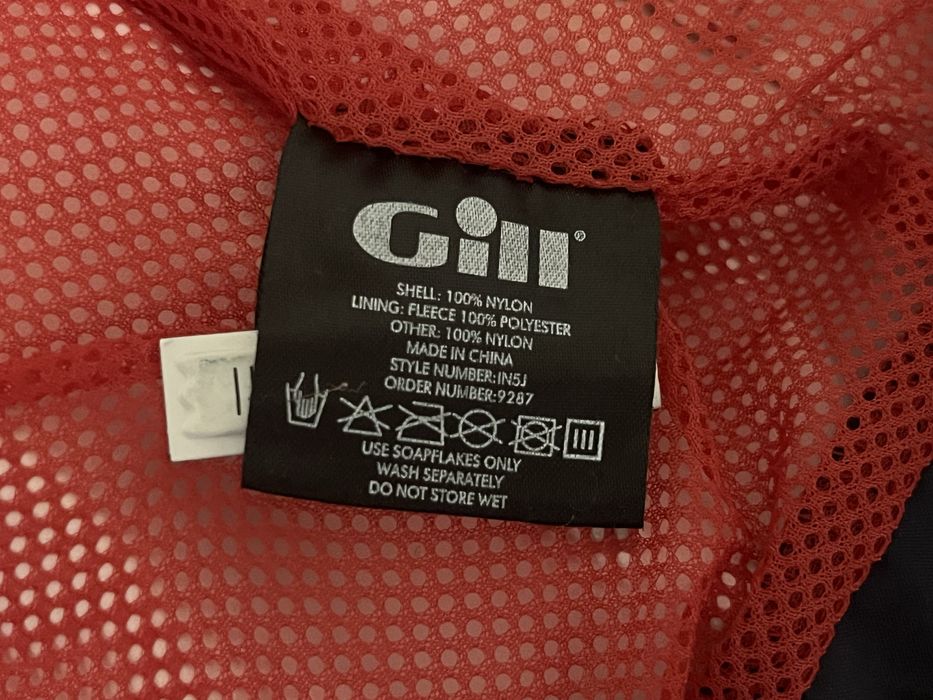 Gill®
SHELL: 100% NYLON
LINING: FLEECE 100% POLYESTER
OTHER: 100% NYLON
MADE IN CHINA
STYLE NUMBER:IN5J
ORDER NUMBER:9287
USE SOAPFLAKES ONLY
WASH SEPARATELY
DO NOT STORE WET